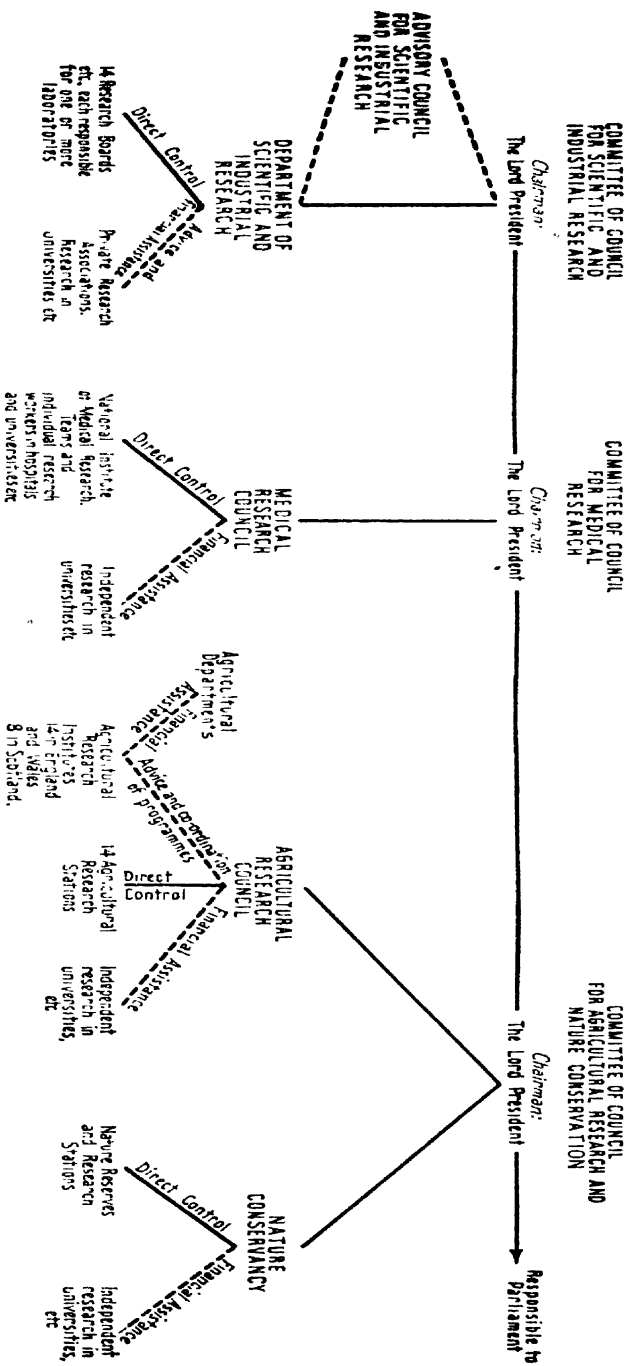 COMMITTEE OF COUNCIL
FOR SCIENTIFIC AND
INDUSTRIAL RESEARCH
Chairman:
The Lord President
COMMITTEE OF COUNCIL
FOR MEDICAL
RESEARCH
Chairman:
The Lord President
COMMITTEE OF COUNCIL
FOR AGRICULTURAL RESEARCH AND
NATURE CONSERVATION
Chairman:
The Lord President
Responsible to
Parliament
ADVISORY COUNCIL
FOR SCIENTIFIC
AND INDUSTRIAL
RESEARCH
DEPARTMENT OF
SCIENTIFIC AND
INDUSTRIAL
RESEARCH
Direct Control
Advice and
Financial Assistance
14 Research Boards
etc, each responsible
for one or more
laboratories
Private Research
Associations.
Research in
universities etc
MEDICAL
RESEARCH
COUNCIL
Direct Control
Financial Assistance
National Institute
of Medical Research.
Teams and
individual research
workers in hospitals
and universities etc
Independent
research in
universities etc
AGRICULTURAL
RESEARCH
COUNCIL
Agricultural
Department's
Financial
Assistance
Advice and co-ordination
of programmes
Direct
Control
Financial Assistance
Agricultural
Research
Institutes
14 in England
and Wales
8 in Scotland.
14 Agricultural
Research
Stations
Independent
research in
universities,
etc
NATURE
CONSERVANCY
Direct Control
Financial Assistance
Nature Reserves
and Research
Stations
Independent
research in
universities,
etc